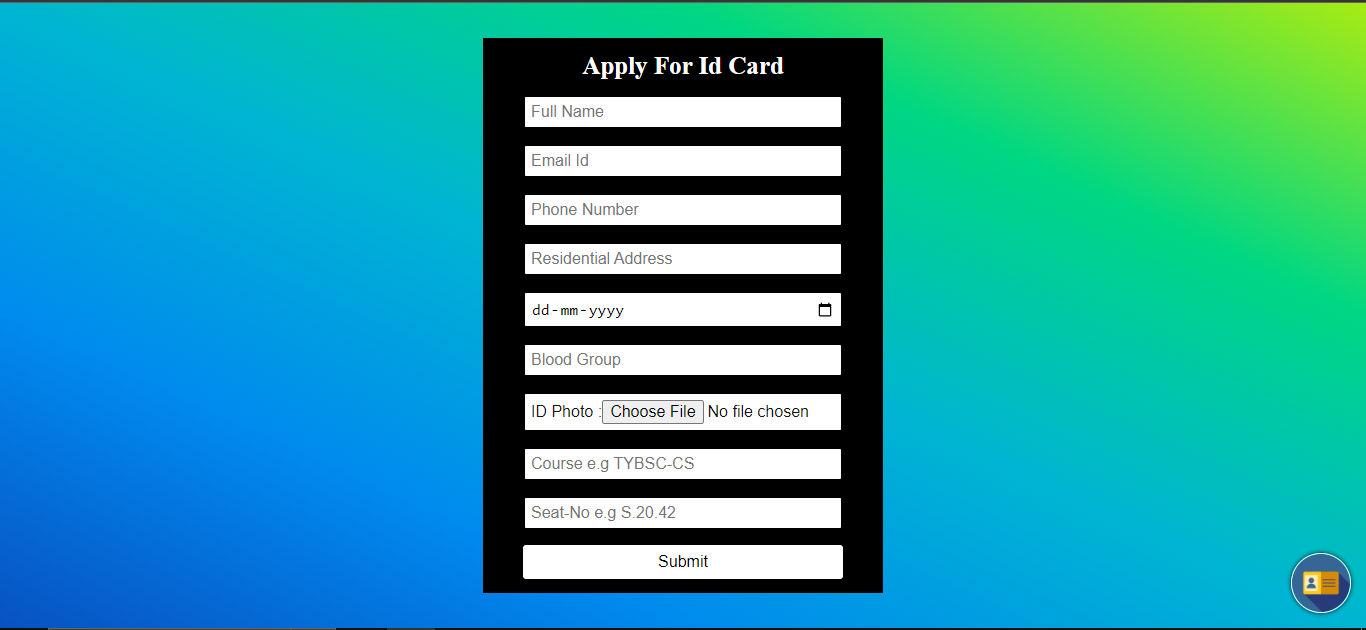 Apply For Id Card
Full Name
Email Id
Phone Number
Residential Address
dd-mm-yyyy
Blood Group
ID Photo : Choose File No file chosen
Course e.g TYBSC-CS
Seat-No e.g S.20.42
Submit